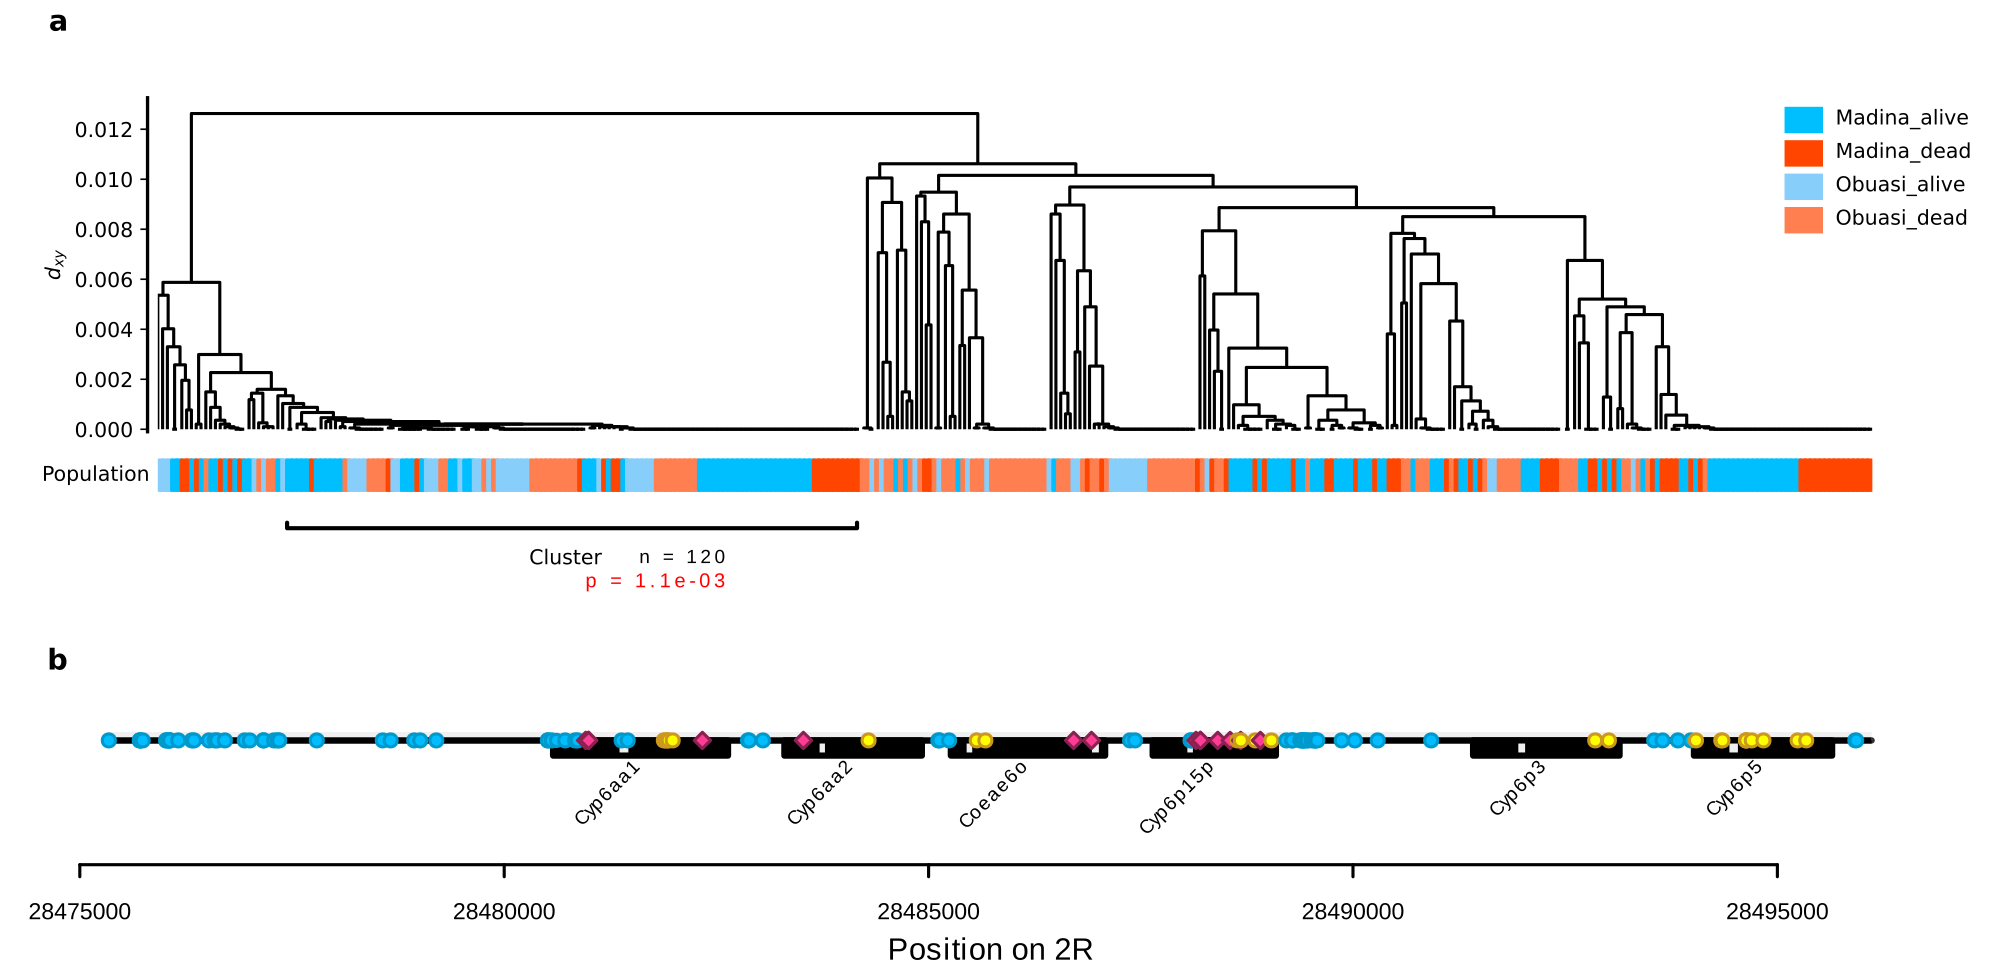 a
0.012
0.010
0.008
0.006
0.004
0.002
0.000
dxy
Madina_alive
Madina_dead
Obuasi_alive
Obuasi_dead
Population
Cluster n = 120
p = 1.1e-03
b
Cyp6aa1
Cyp6aa2
Coeae6o
Cyp6p15p
Cyp6p3
Cyp6p5
28475000 28480000 28485000 28490000 28495000
Position on 2R